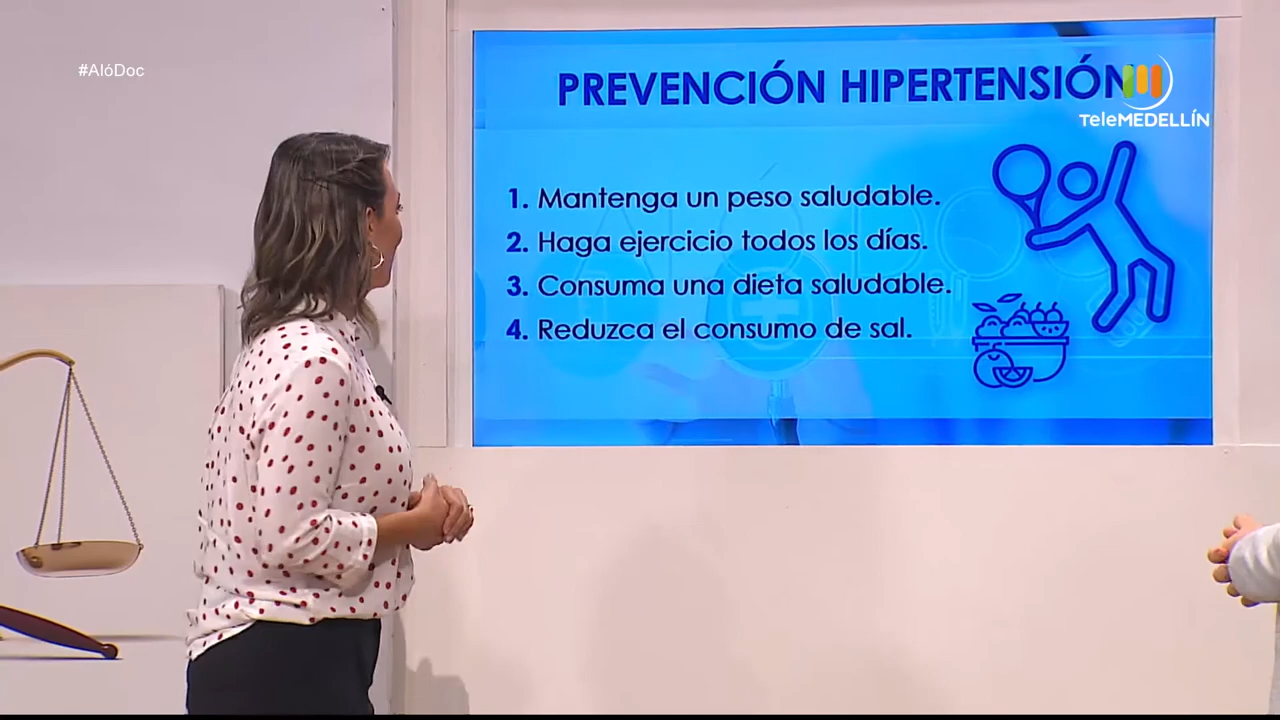 #AlóDoc
PREVENCIÓN HIPERTENSIÓN
TeleMEDELLÍN
1. Mantenga un peso saludable.
2. Haga ejercicio todos los días.
3. Consuma una dieta saludable.
4. Reduzca el consumo de sal.